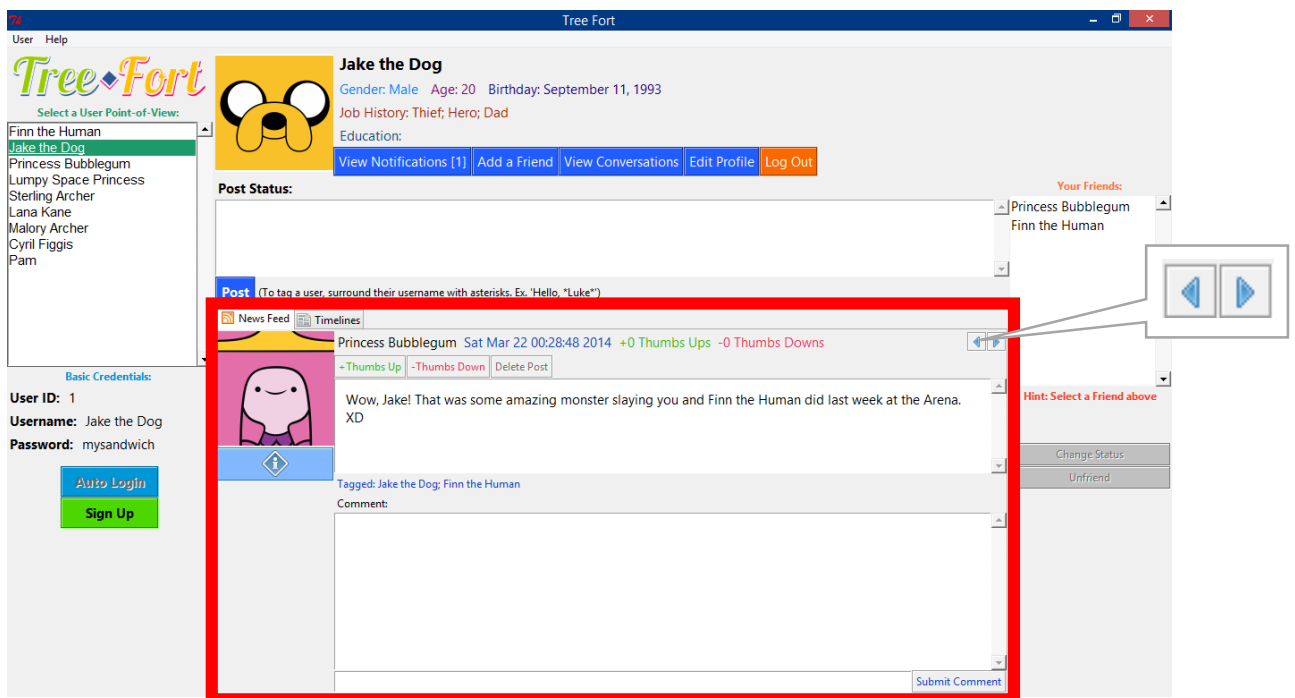 Tree Fort
User Help
Tree Fort
Select a User Point-of-View:
Finn the Human
Jake the Dog
Princess Bubblegum
Lumpy Space Princess
Sterling Archer
Lana Kane
Malory Archer
Cyril Figgis
Pam
Basic Credentials:
User ID: 1
Username: Jake the Dog
Password: mysandwich
Auto Login
Sign Up
Jake the Dog
Gender: Male Age: 20 Birthday: September 11, 1993
Job History: Thief; Hero; Dad
Education:
View Notifications [1] Add a Friend View Conversations Edit Profile Log Out
Post Status:
Post (To tag a user, surround their username with asterisks. Ex. 'Hello, *Luke*')
News Feed Timelines
Princess Bubblegum Sat Mar 22 00:28:48 2014 +0 Thumbs Ups -0 Thumbs Downs
+Thumbs Up -Thumbs Down Delete Post
Wow, Jake! That was some amazing monster slaying you and Finn the Human did last week at the Arena.
XD
Tagged: Jake the Dog; Finn the Human
Comment:
Submit Comment
Your Friends:
Princess Bubblegum
Finn the Human
Hint: Select a Friend above
Change Status
Unfriend